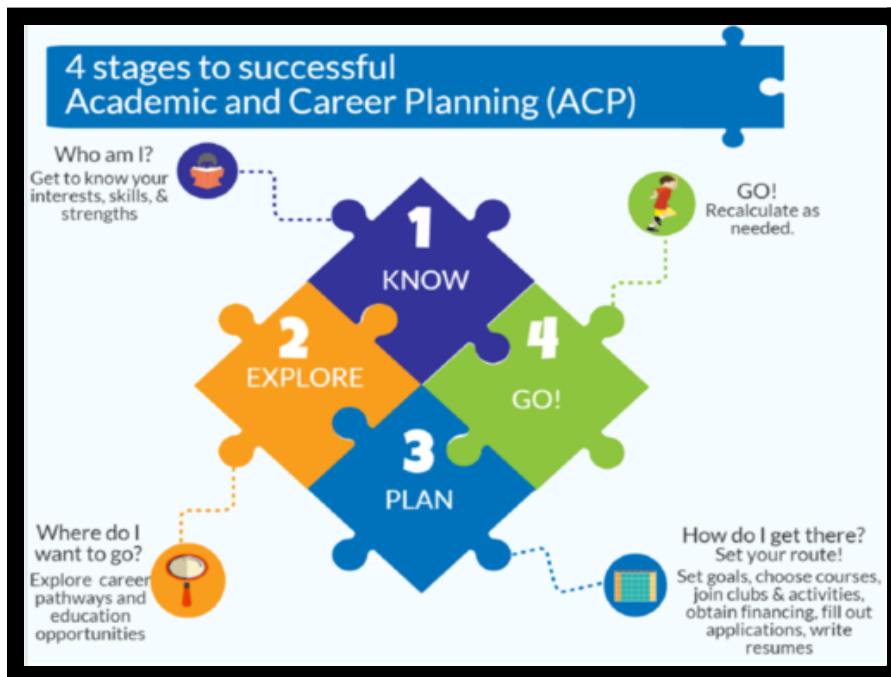 4 stages to successful
Academic and Career Planning (ACP)
Who am I?
Get to know your
interests, skills, &
strengths
1
KNOW
GO!
Recalculate as
needed.
2
EXPLORE
4
GO!
3
PLAN
Where do I
want to go?
Explore career
pathways and
education
opportunities
How do I get there?
Set your route!
Set goals, choose courses,
join clubs & activities,
obtain financing, fill out
applications, write
resumes